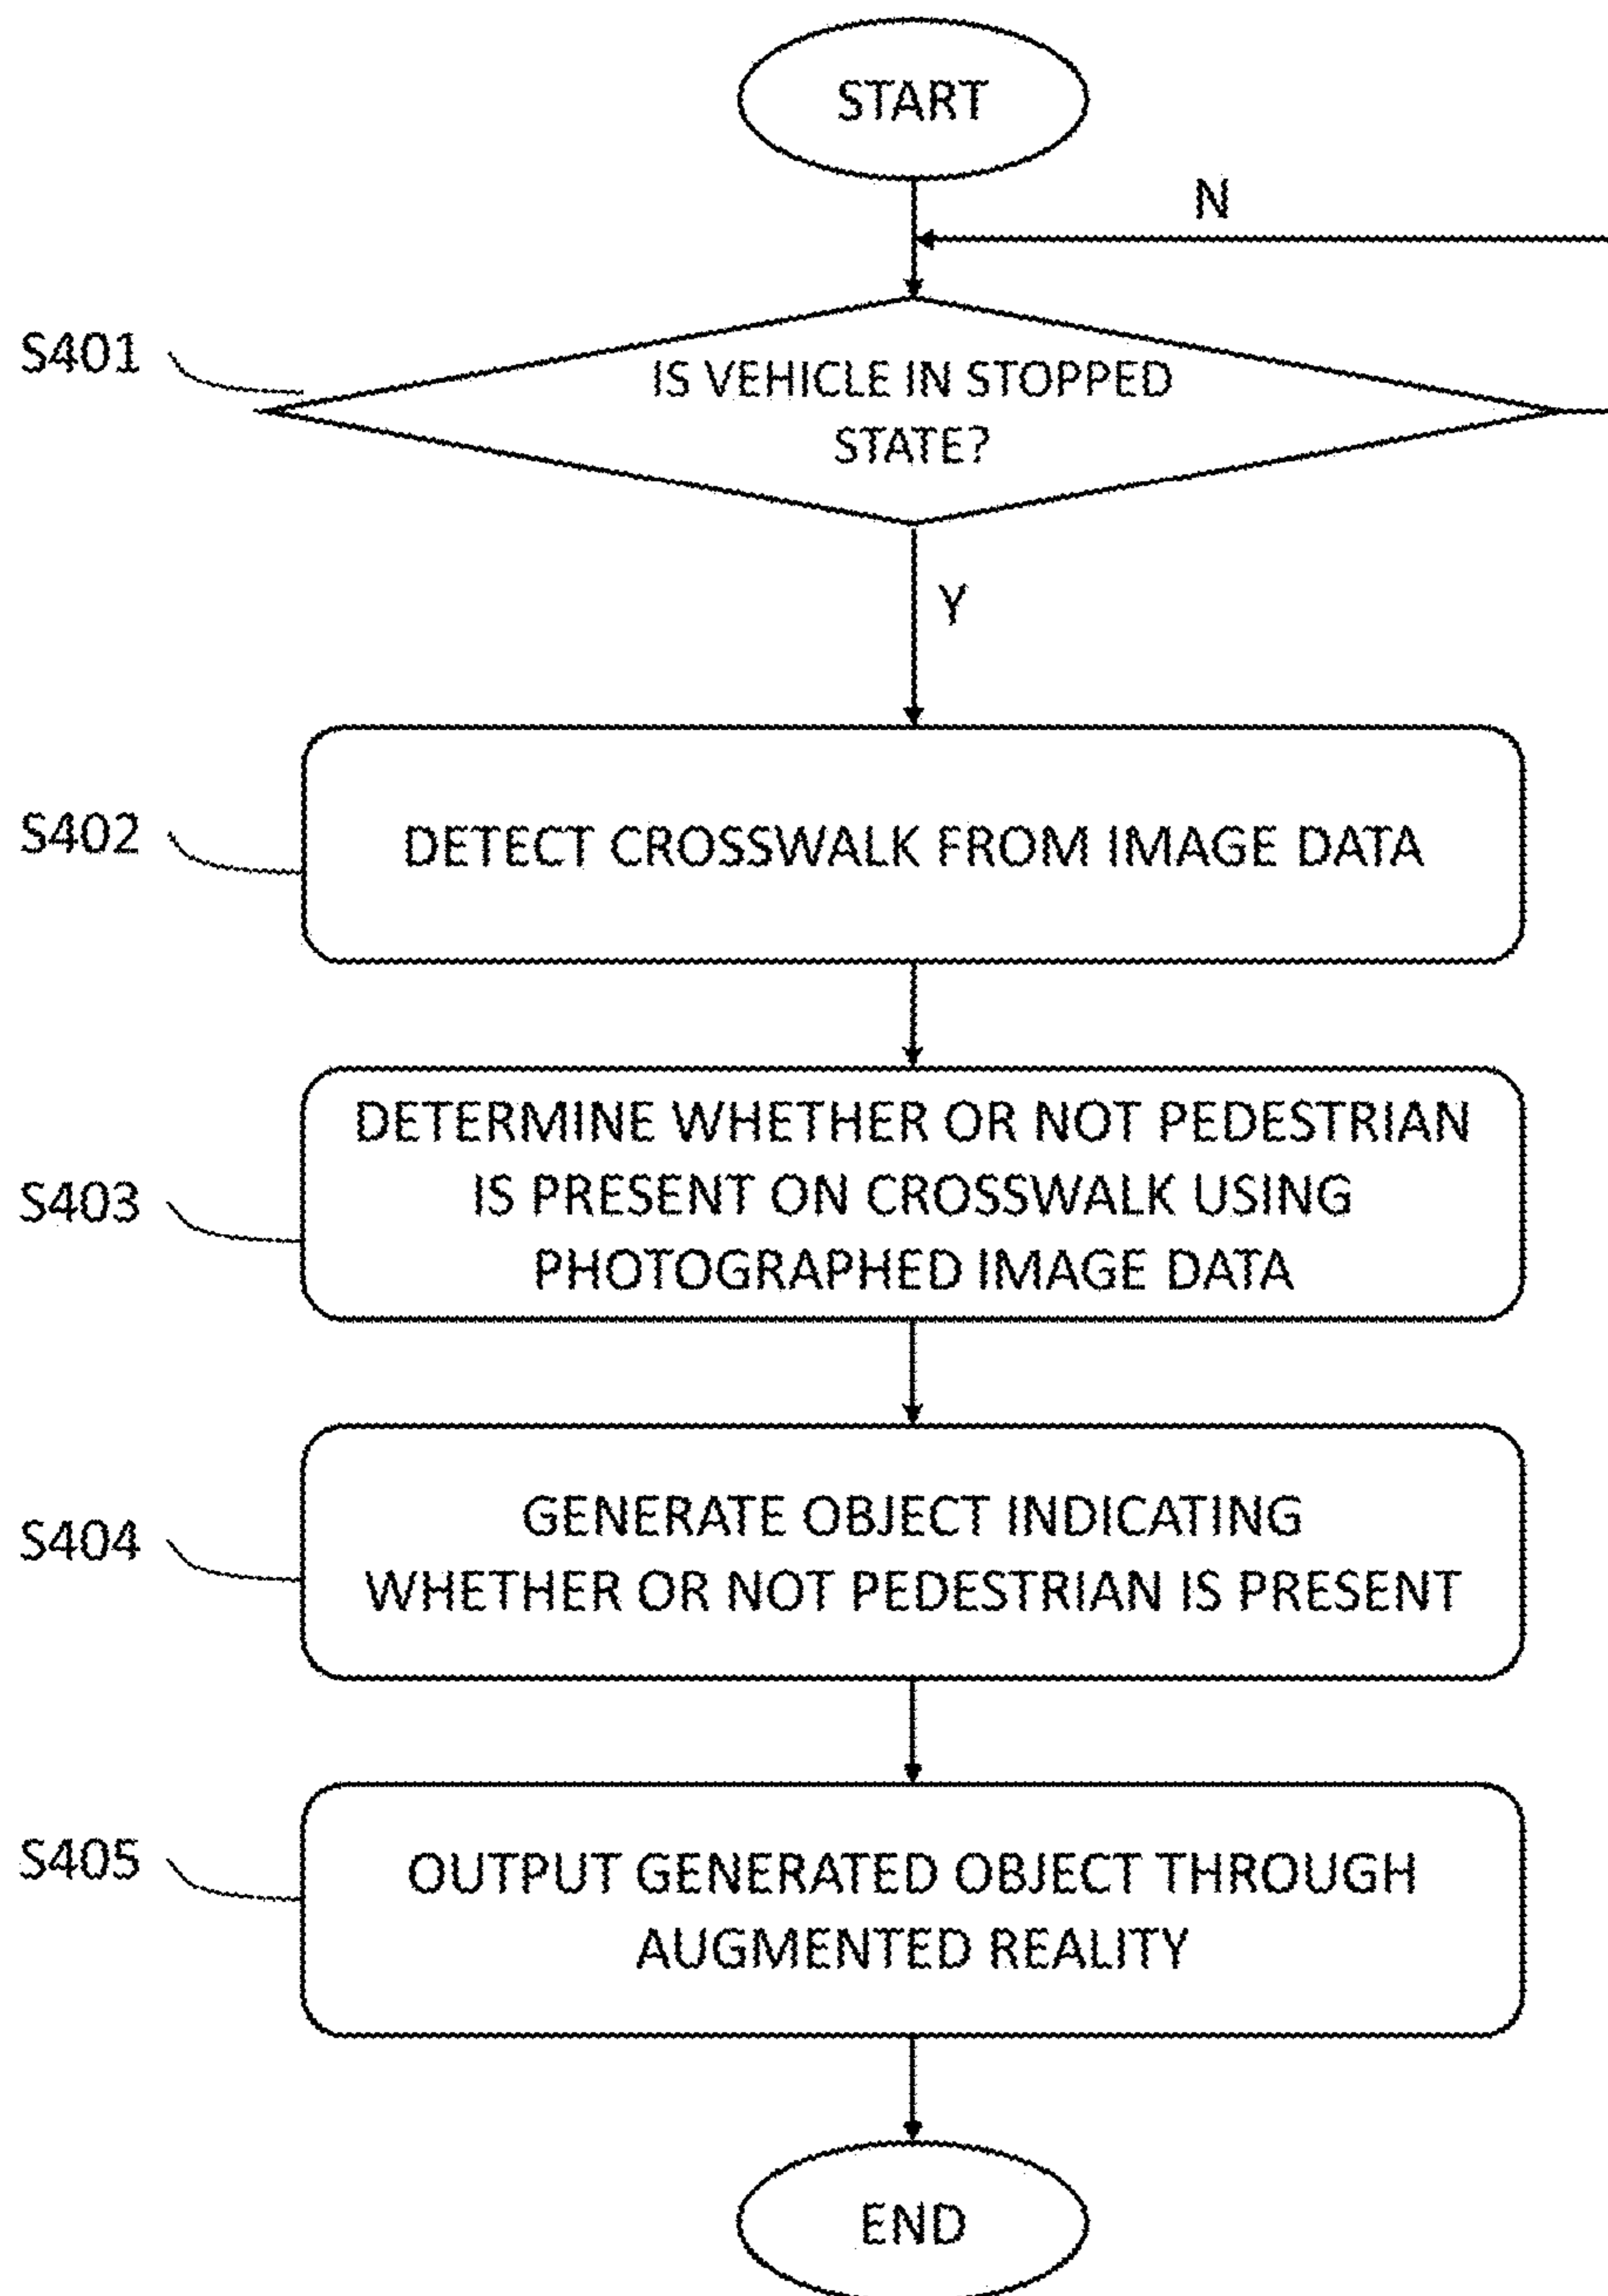 START
N
S401
IS VEHICLE IN STOPPED
STATE?
Y
S402
DETECT CROSSWALK FROM IMAGE DATA
S403
DETERMINE WHETHER OR NOT PEDESTRIAN
IS PRESENT ON CROSSWALK USING
PHOTOGRAPHED IMAGE DATA
S404
GENERATE OBJECT INDICATING
WHETHER OR NOT PEDESTRIAN IS PRESENT
S405
OUTPUT GENERATED OBJECT THROUGH
AUGMENTED REALITY
END